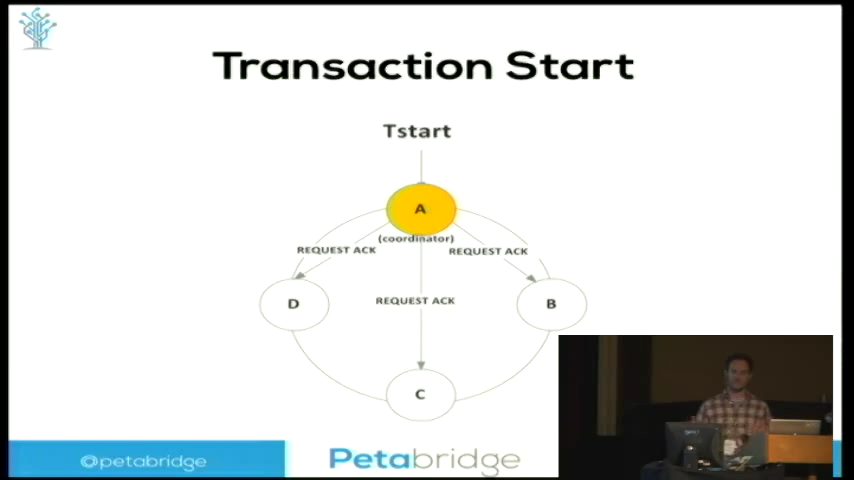 Transaction Start
Tstart
A
(coordinator)
REQUEST ACK
REQUEST ACK
D
REQUEST ACK
B
C
@petabridge
Petabridge